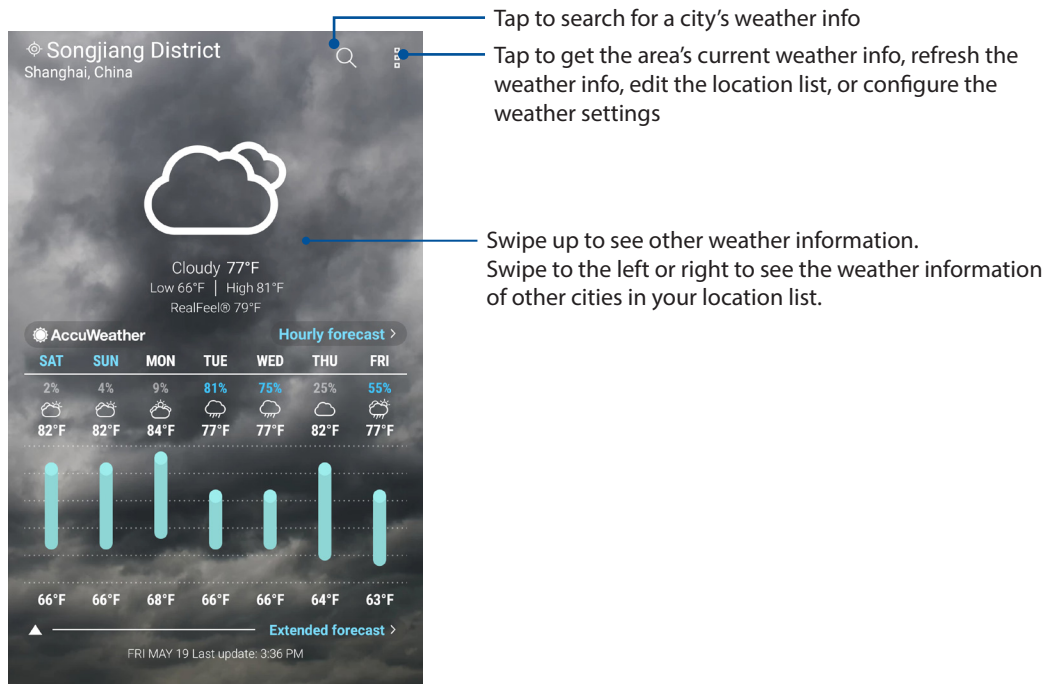 Tap to search for a city’s weather info
Tap to get the area’s current weather info, refresh the
weather info, edit the location list, or configure the
weather settings
Songjiang District
Shanghai, China
Swipe up to see other weather information.
Swipe to the left or right to see the weather information
of other cities in your location list.
Cloudy 77°F
Low 66°F | High 81°F
RealFeel® 79°F
AccuWeather Hourly forecast >
SAT SUN MON TUE WED THU FRI
2% 4% 9% 81% 75% 25% 55%
82°F 82°F 84°F 77°F 77°F 82°F 77°F
66°F 66°F 68°F 66°F 66°F 64°F 63°F
Extended forecast >
FRI MAY 19 Last update: 3:36 PM